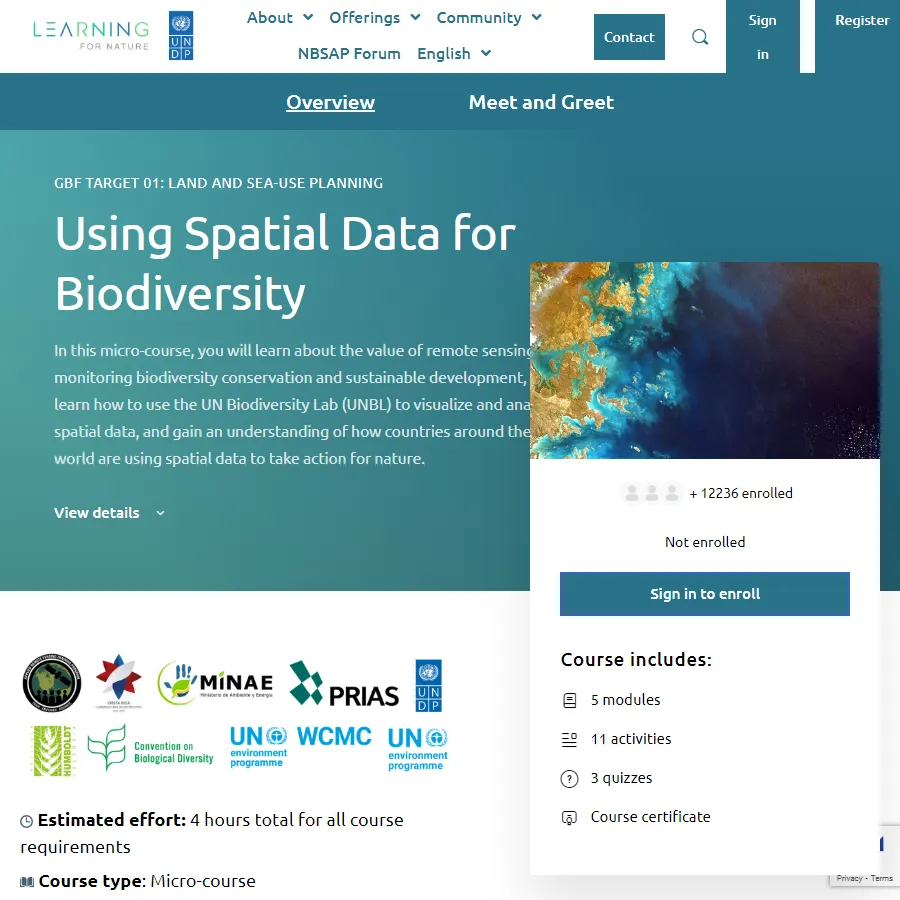 LEARNING
FOR NATURE
UN
DP
About
Offerings
Community
NBSAP Forum
English
Contact
Sign
in
Register
Overview
Meet and Greet
GBF TARGET 01: LAND AND SEA-USE PLANNING
Using Spatial Data for
Biodiversity
In this micro-course, you will learn about the value of remote sensing
monitoring biodiversity conservation and sustainable development,
learn how to use the UN Biodiversity Lab (UNBL) to visualize and ana
spatial data, and gain an understanding of how countries around the
world are using spatial data to take action for nature.
View details
+ 12236 enrolled
Not enrolled
Sign in to enroll
Course includes:
5 modules
11 activities
3 quizzes
Course certificate
COSTA RICA
MINAE
Ministerio de Ambiente y Energía
PRIAS
UN
DP
HUMBOLDT
Convention on
Biological Diversity
UN
environment
programme
WCMC
UN
environment
programme
Estimated effort: 4 hours total for all course
requirements
Course type: Micro-course
Privacy - Terms